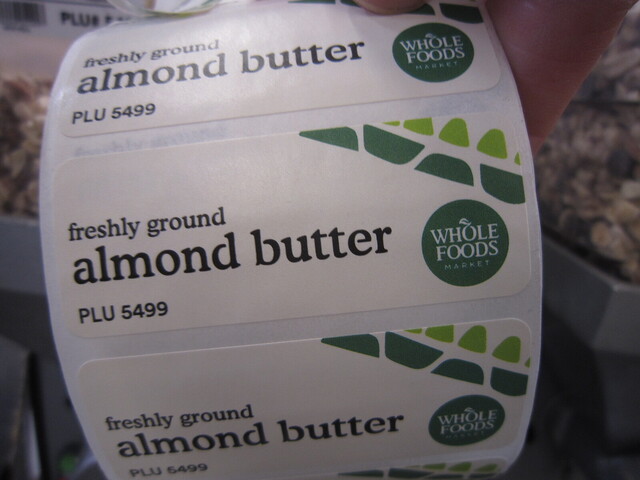 freshly ground
almond butter
PLU 5499
WHOLE
FOODS
MARKET
freshly ground
almond butter
PLU 5499
WHOLE
FOODS
MARKET
freshly ground
almond butter
PLU 5499
WHOLE
FOODS
MARKET